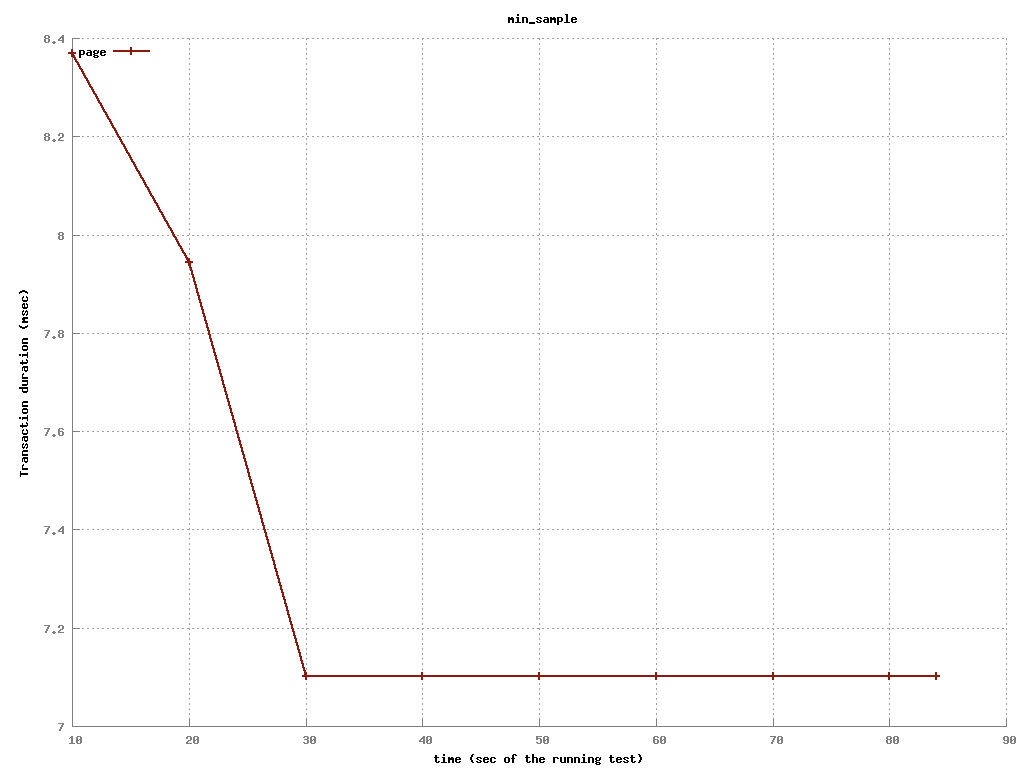 min_sample
8.4
page
8.2
8
7.8
7.6
7.4
7.2
7
Transaction duration (msec)
10 20 30 40 50 60 70 80 90
time (sec of the running test)